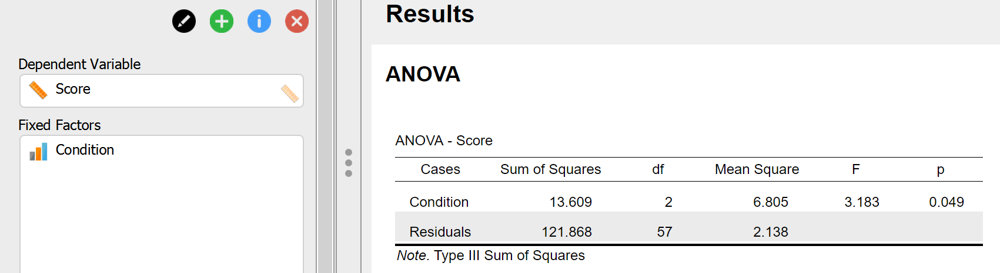 Results
Dependent Variable
Score
Fixed Factors
Condition
ANOVA
ANOVA - Score
Cases Sum of Squares df Mean Square F p
Condition 13.609 2 6.805 3.183 0.049
Residuals 121.868 57 2.138
Note. Type III Sum of Squares